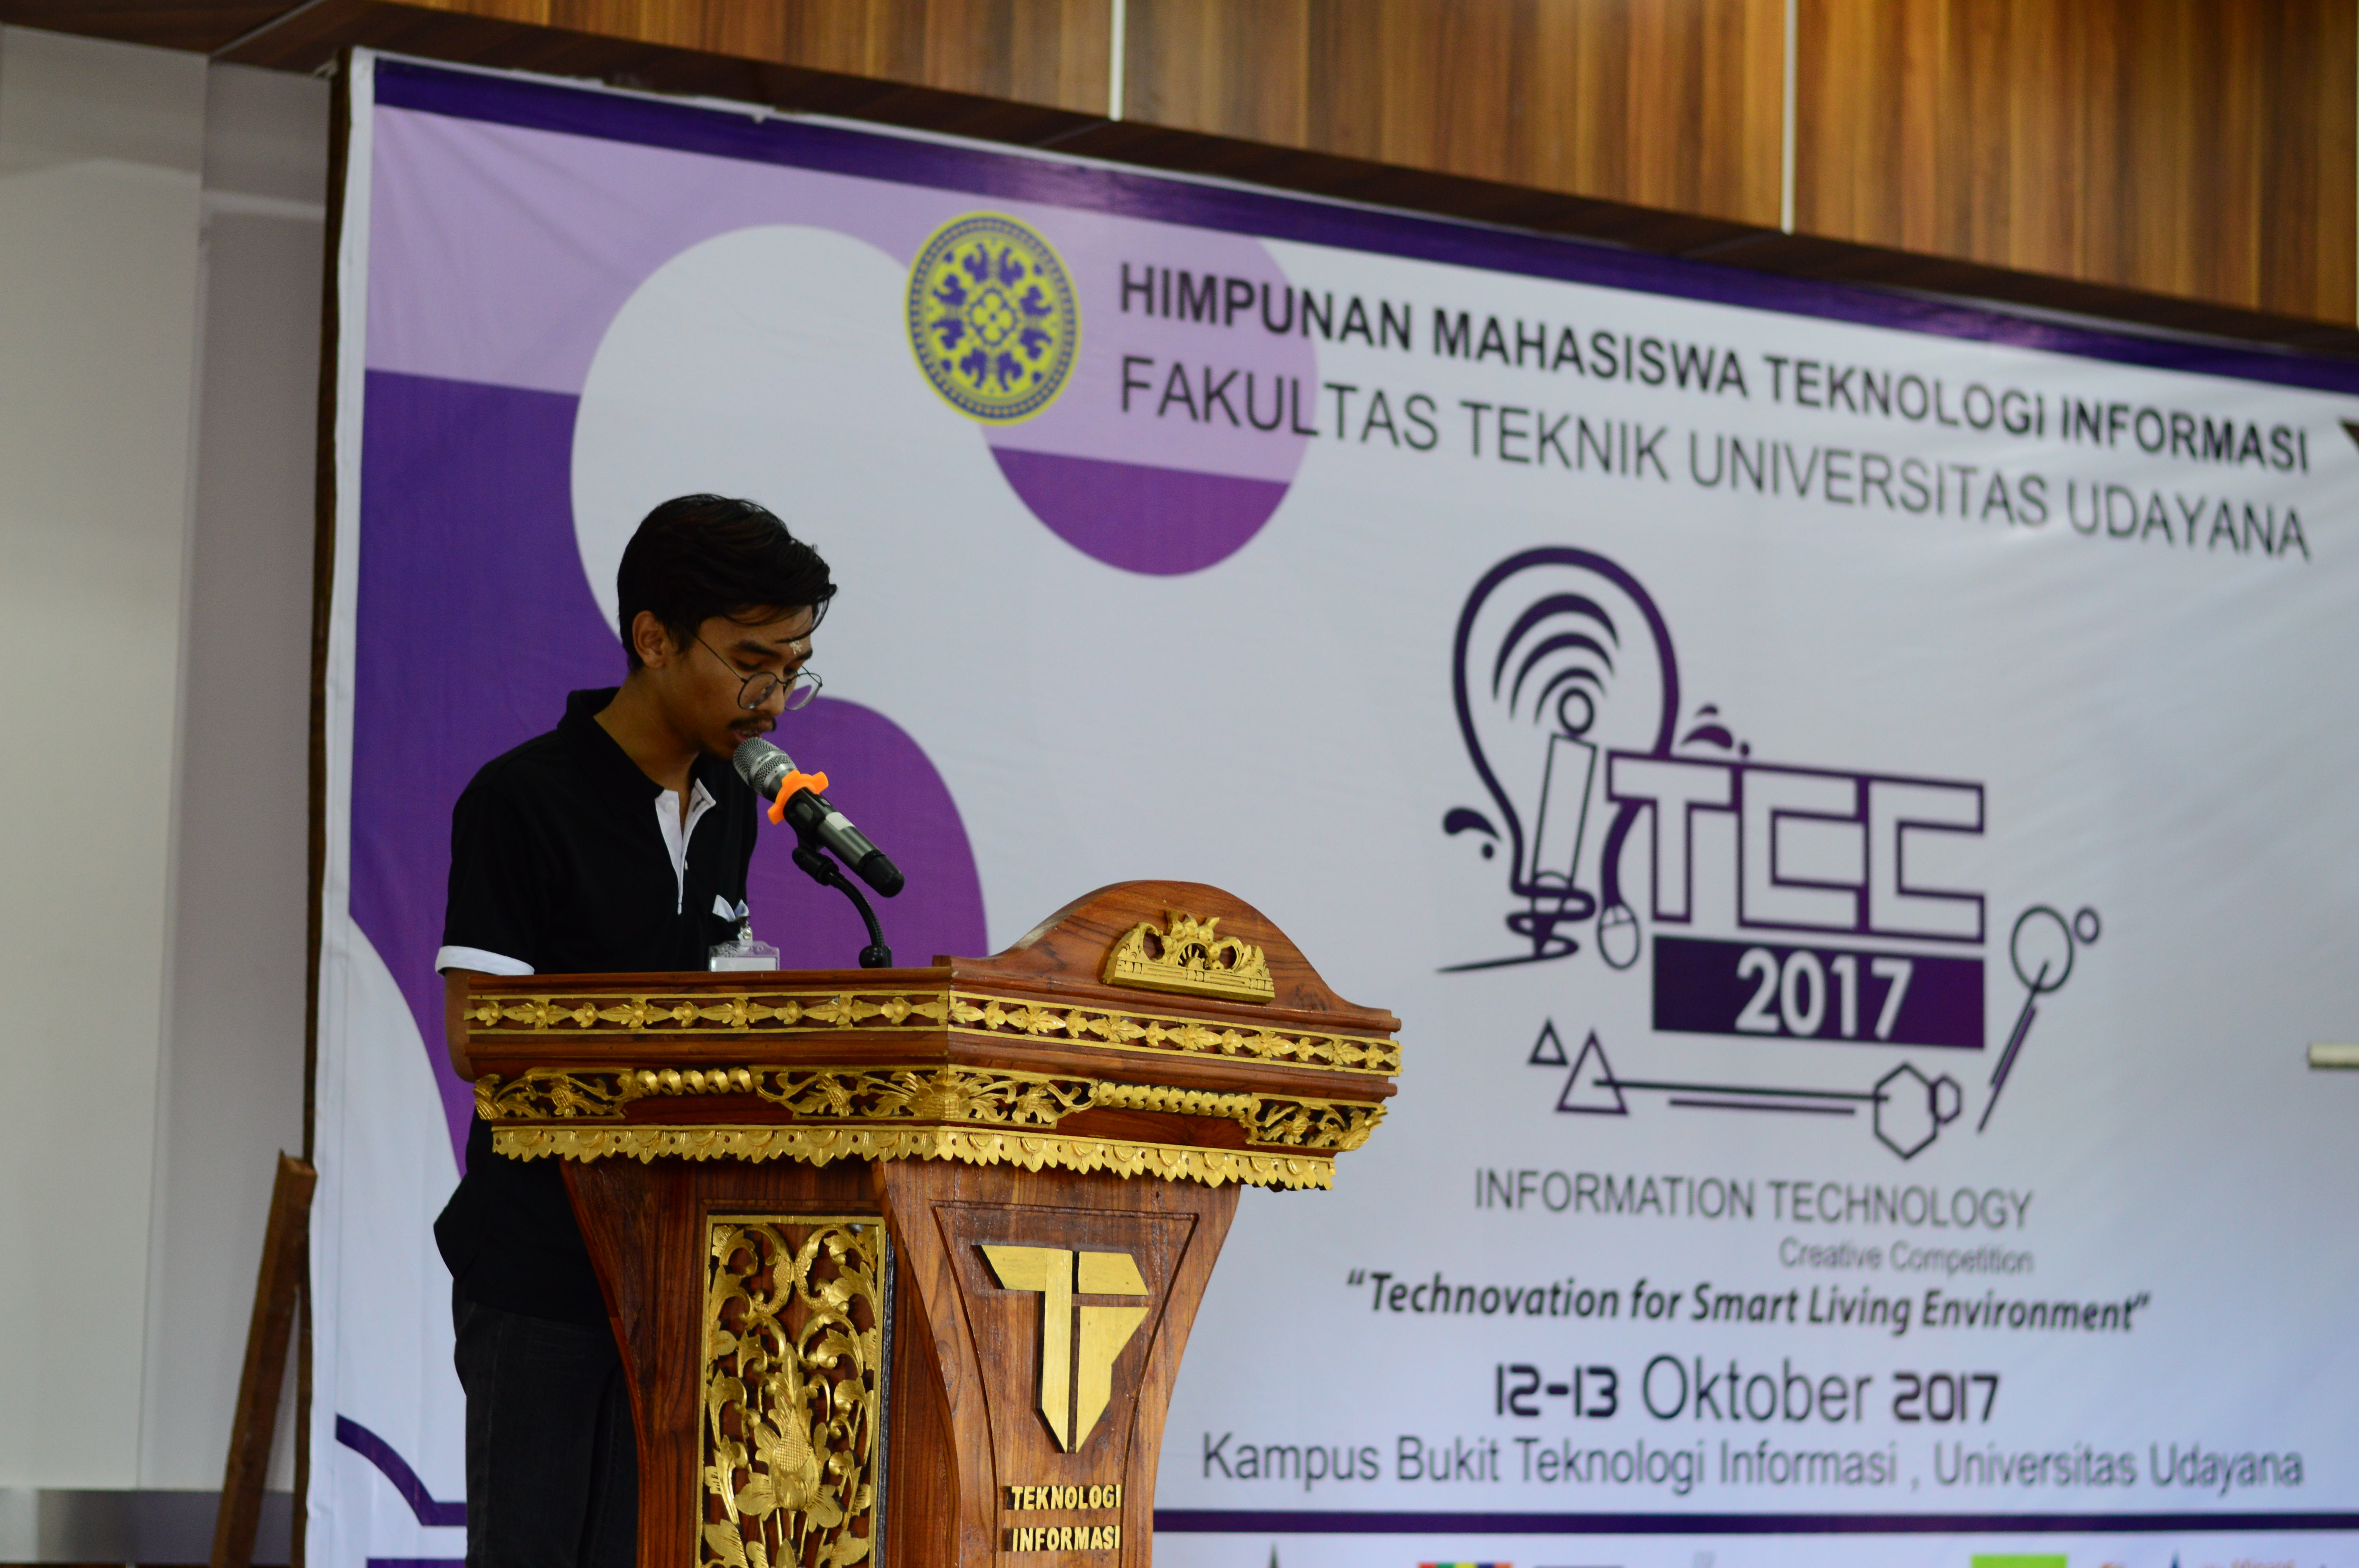 HIMPUNAN MAHASISWA TEKNOLOGI INFORMASI
FAKULTAS TEKNIK UNIVERSITAS UDAYANA
ITCC
2017
INFORMATION TECHNOLOGY
Creative Competition
“Technovation for Smart Living Environment”
12-13 Oktober 2017
Kampus Bukit Teknologi Informasi , Universitas Udayana
TI
TEKNOLOGI
INFORMASI